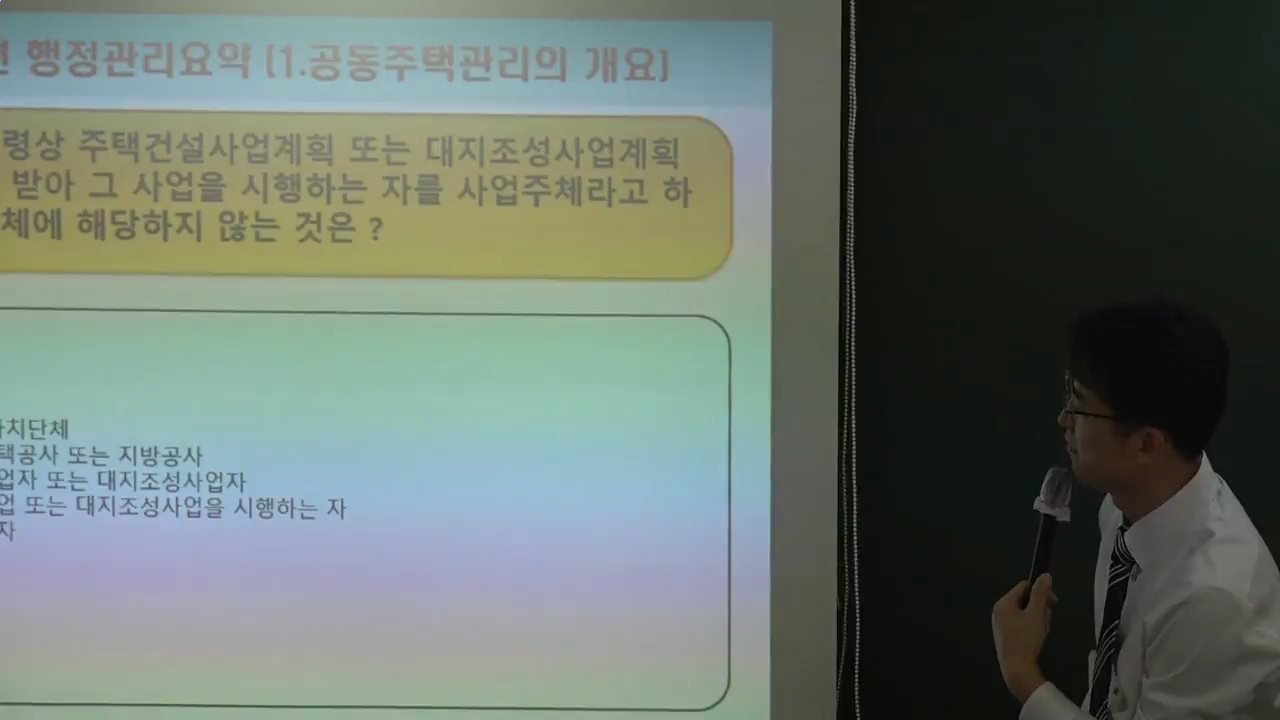 행정관리요약 [1.공동주택관리의 개요]
령상 주택건설사업계획 또는 대지조성사업계획
받아 그 사업을 시행하는 자를 사업주체라고 하
체에 해당하지 않는 것은 ?
치단체
택공사 또는 지방공사
업자 또는 대지조성사업자
업 또는 대지조성사업을 시행하는 자
자